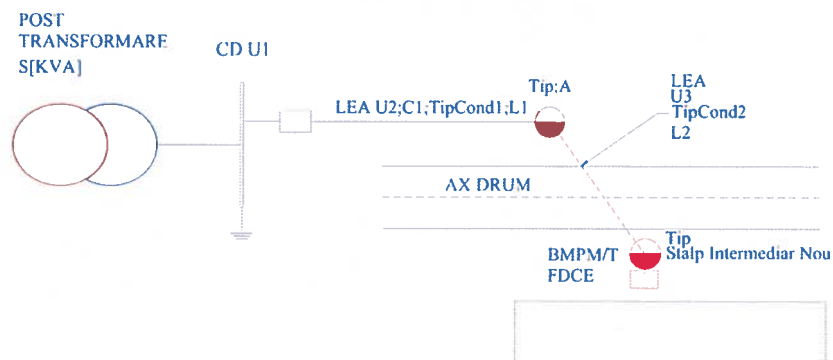 POST
TRANSFORMARE
S[KVA]
CD U1
LEA U2;C1;TipCond1;L1
Tip;A
LEA
U3
TipCond2
L2
AX DRUM
BMPM/T
FDCE
Tip
Stalp Intermediar Nou